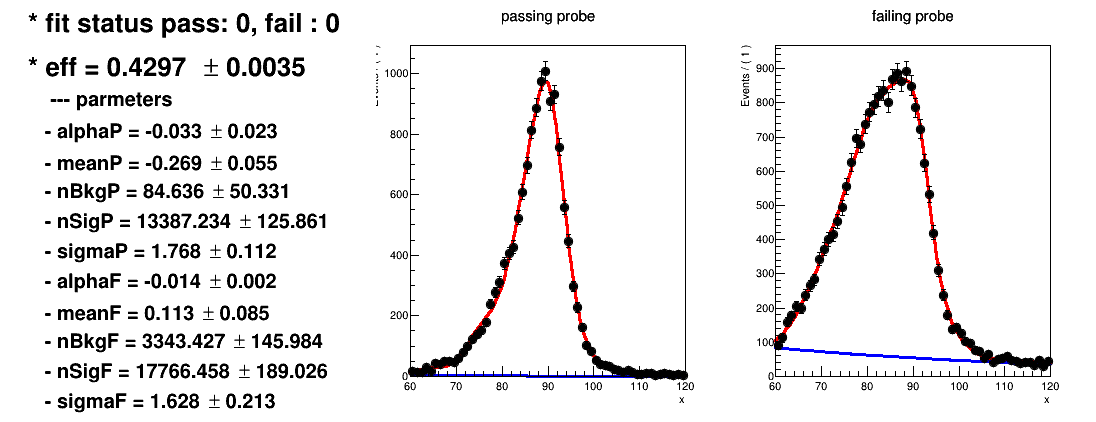 * fit status pass: 0, fail : 0
* eff = 0.4297 ± 0.0035
--- parmeters
- alphaP = -0.033 ± 0.023
- meanP = -0.269 ± 0.055
- nBkgP = 84.636 ± 50.331
- nSigP = 13387.234 ± 125.861
- sigmaP = 1.768 ± 0.112
- alphaF = -0.014 ± 0.002
- meanF = 0.113 ± 0.085
- nBkgF = 3343.427 ± 145.984
- nSigF = 17766.458 ± 189.026
- sigmaF = 1.628 ± 0.213
passing probe
1000
800
600
400
200
0
60 70 80 90 100 110 120
x
failing probe
Events / ( 1 )
900
800
700
600
500
400
300
200
100
0
60 70 80 90 100 110 120
x